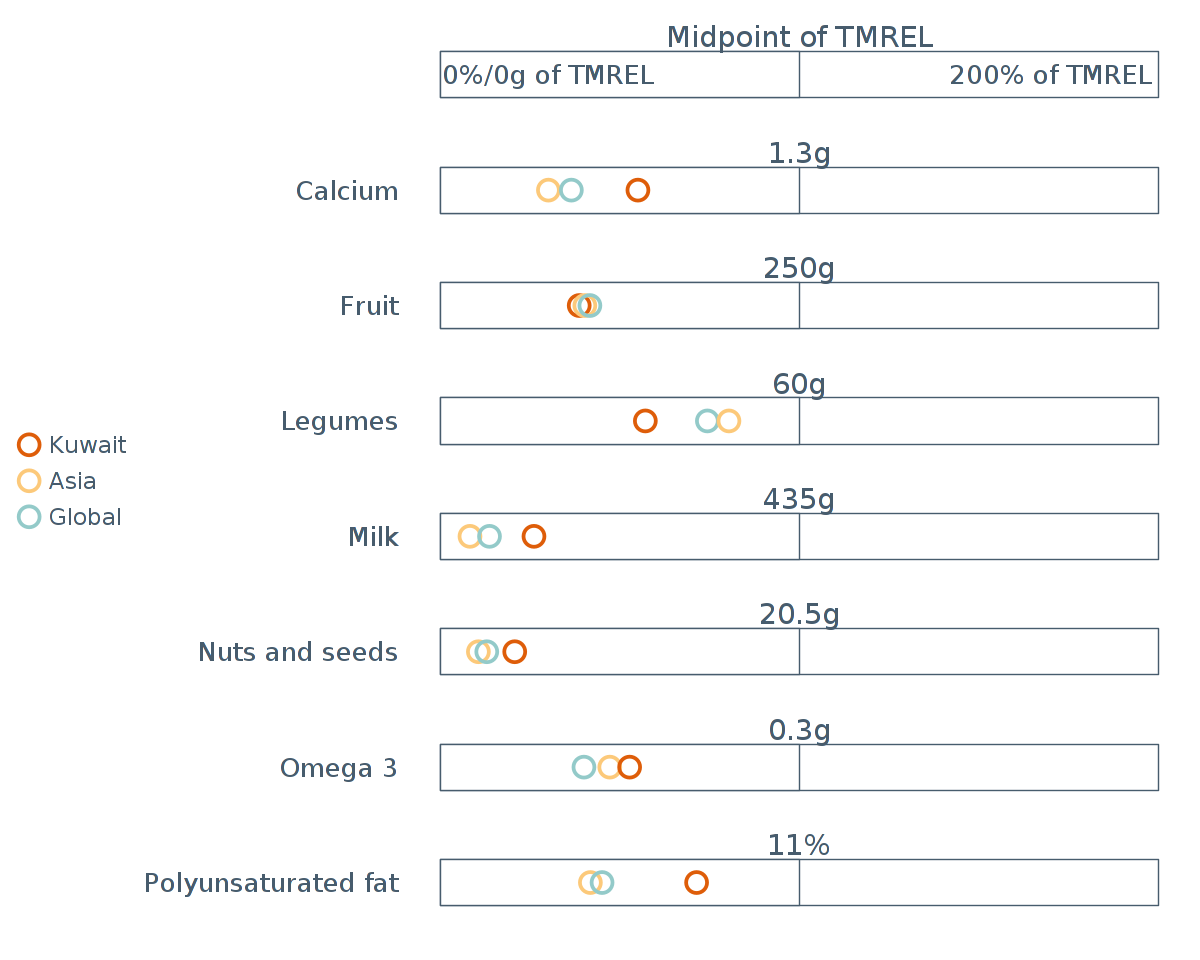 Midpoint of TMREL
0%/0g of TMREL
200% of TMREL
1.3g
Calcium
250g
Fruit
60g
Legumes
Kuwait
Asia
Global
435g
Milk
20.5g
Nuts and seeds
0.3g
Omega 3
11%
Polyunsaturated fat